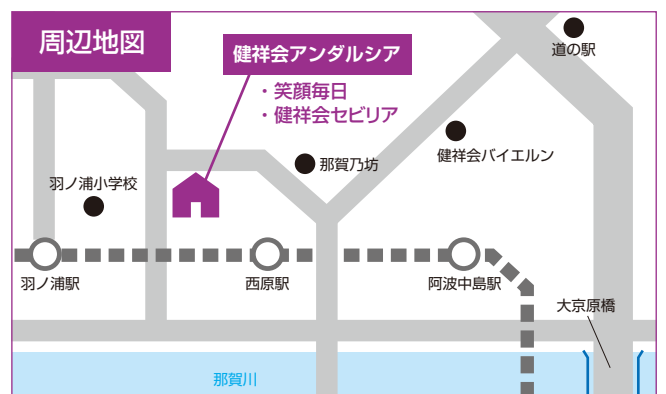 周辺地図
健祥会アンダルシア
・笑顔毎日
・健祥会セビリア
道の駅
健祥会バイエルン
那賀乃坊
羽ノ浦小学校
羽ノ浦駅
西原駅
阿波中島駅
大京原橋
那賀川